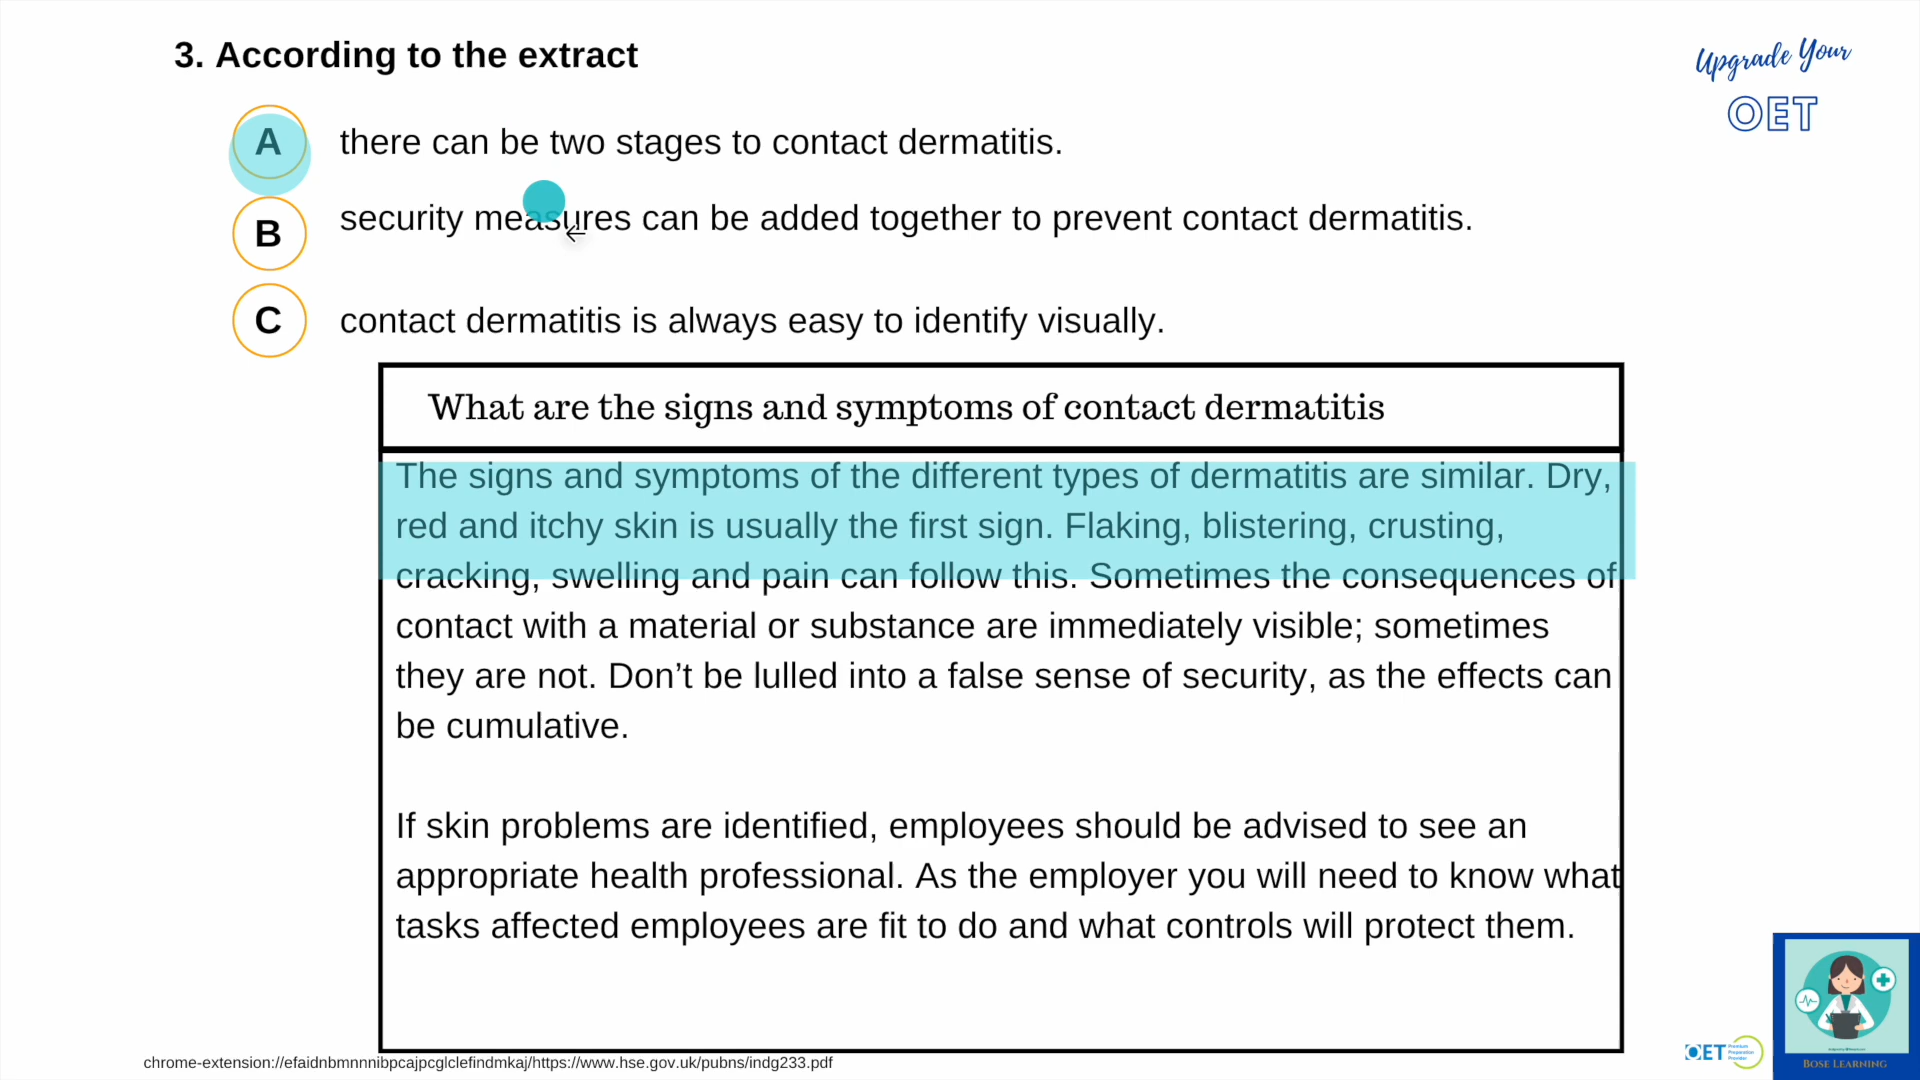 3. According to the extract
Upgrade Your
OET
A there can be two stages to contact dermatitis.
B security measures can be added together to prevent contact dermatitis.
C contact dermatitis is always easy to identify visually.
What are the signs and symptoms of contact dermatitis
The signs and symptoms of the different types of dermatitis are similar. Dry,
red and itchy skin is usually the first sign. Flaking, blistering, crusting,
cracking, swelling and pain can follow this. Sometimes the consequences of
contact with a material or substance are immediately visible; sometimes
they are not. Don’t be lulled into a false sense of security, as the effects can
be cumulative.
If skin problems are identified, employees should be advised to see an
appropriate health professional. As the employer you will need to know what
tasks affected employees are fit to do and what controls will protect them.
chrome-extension://efaidnbmnnnibpcajpcglclefindmkaj/https://www.hse.gov.uk/pubns/indg233.pdf
OET Premium
Preparation
Provider
BOSE LEARNING